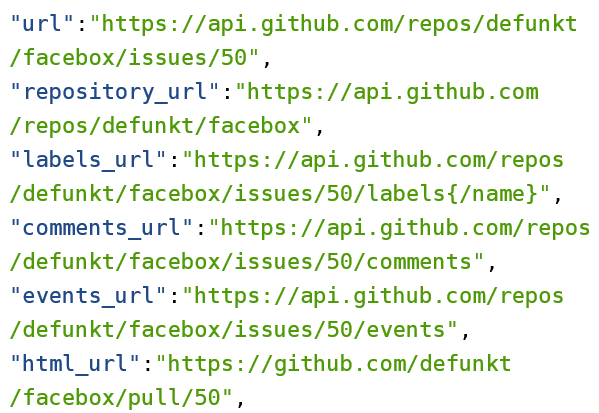 "url":"https://api.github.com/repos/defunkt
/facebox/issues/50",
"repository_url":"https://api.github.com
/repos/defunkt/facebox",
"labels_url":"https://api.github.com/repos
/defunkt/facebox/issues/50/labels{/name}",
"comments_url":"https://api.github.com/repos
/defunkt/facebox/issues/50/comments",
"events_url":"https://api.github.com/repos
/defunkt/facebox/issues/50/events",
"html_url":"https://github.com/defunkt
/facebox/pull/50",